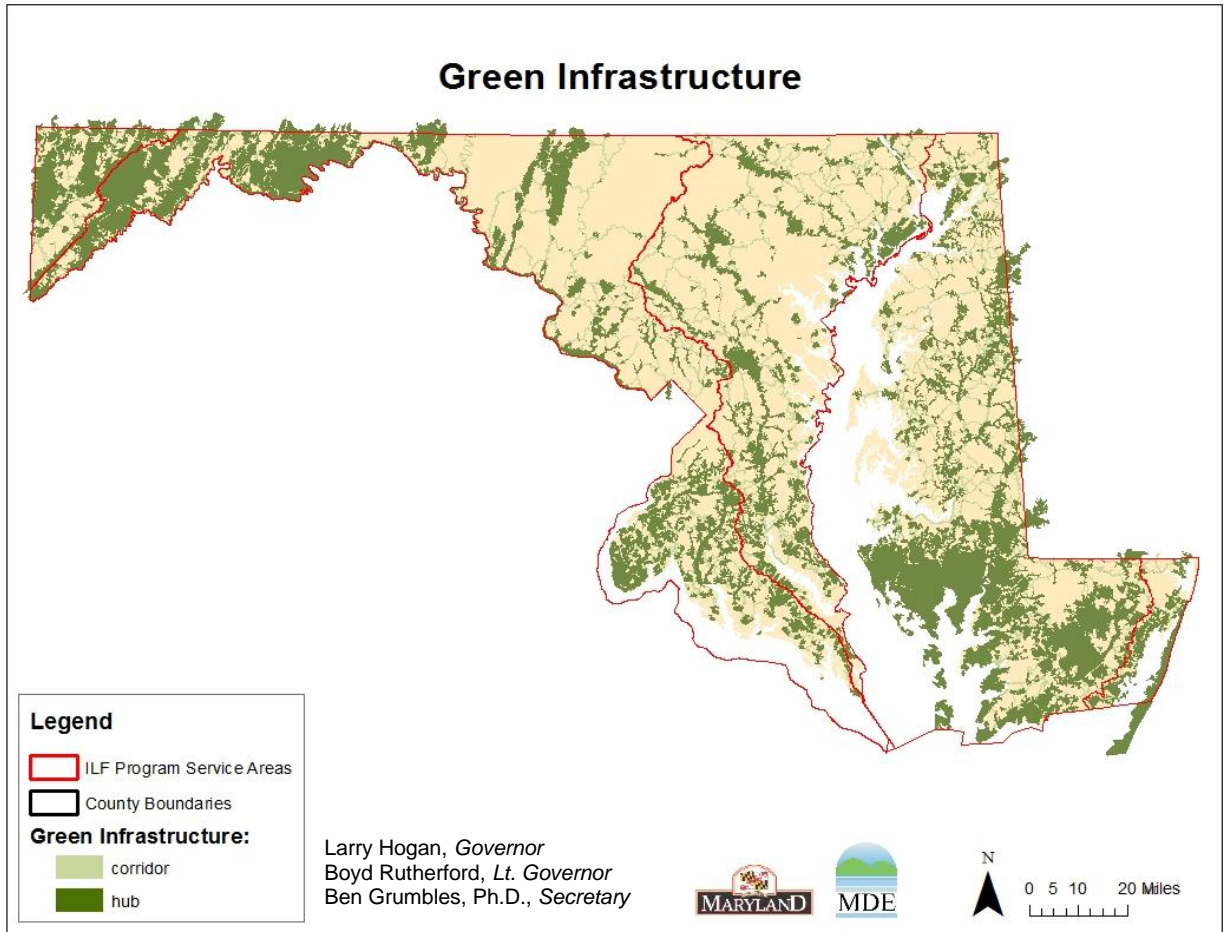 Green Infrastructure
Legend
ILF Program Service Areas
County Boundaries
Green Infrastructure:
corridor
hub
Larry Hogan, Governor
Boyd Rutherford, Lt. Governor
Ben Grumbles, Ph.D., Secretary
MARYLAND
MDE
N
0 5 10 20 Miles